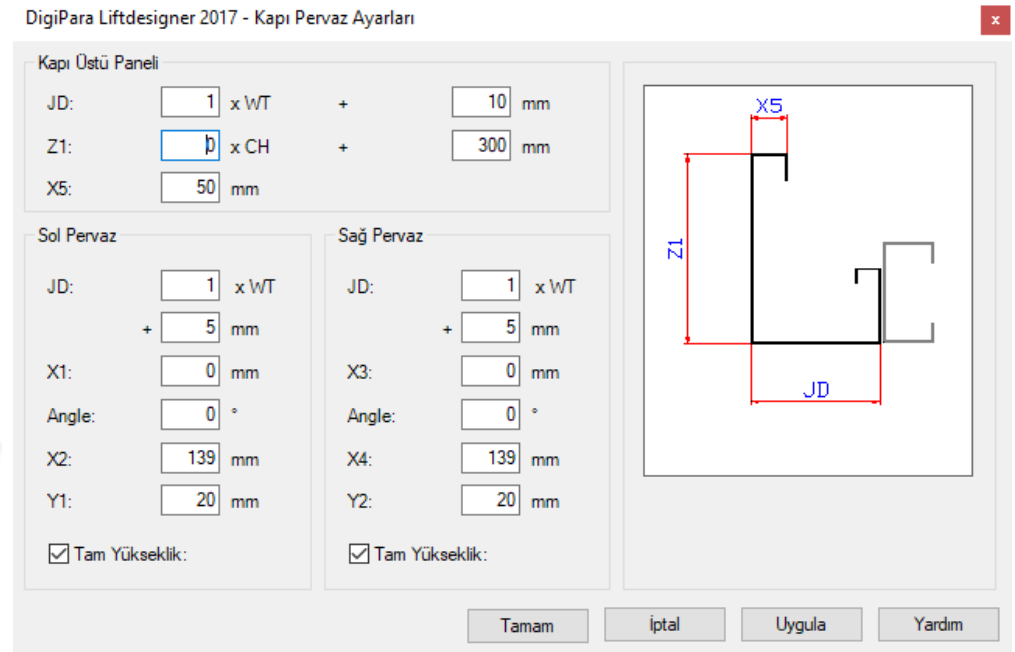 DigiPara Liftdesigner 2017 - Kapı Pervaz Ayarları
x
Kapı Üstü Paneli
JD: 1 x WT + 10 mm
Z1: 0 x CH + 300 mm
X5: 50 mm
Sol Pervaz
JD: 1 x WT
+ 5 mm
X1: 0 mm
Angle: 0 °
X2: 139 mm
Y1: 20 mm
Tam Yükseklik:
Sağ Pervaz
JD: 1 x WT
+ 5 mm
X3: 0 mm
Angle: 0 °
X4: 139 mm
Y2: 20 mm
Tam Yükseklik:
X5
Z1
JD
Tamam İptal Uygula Yardım